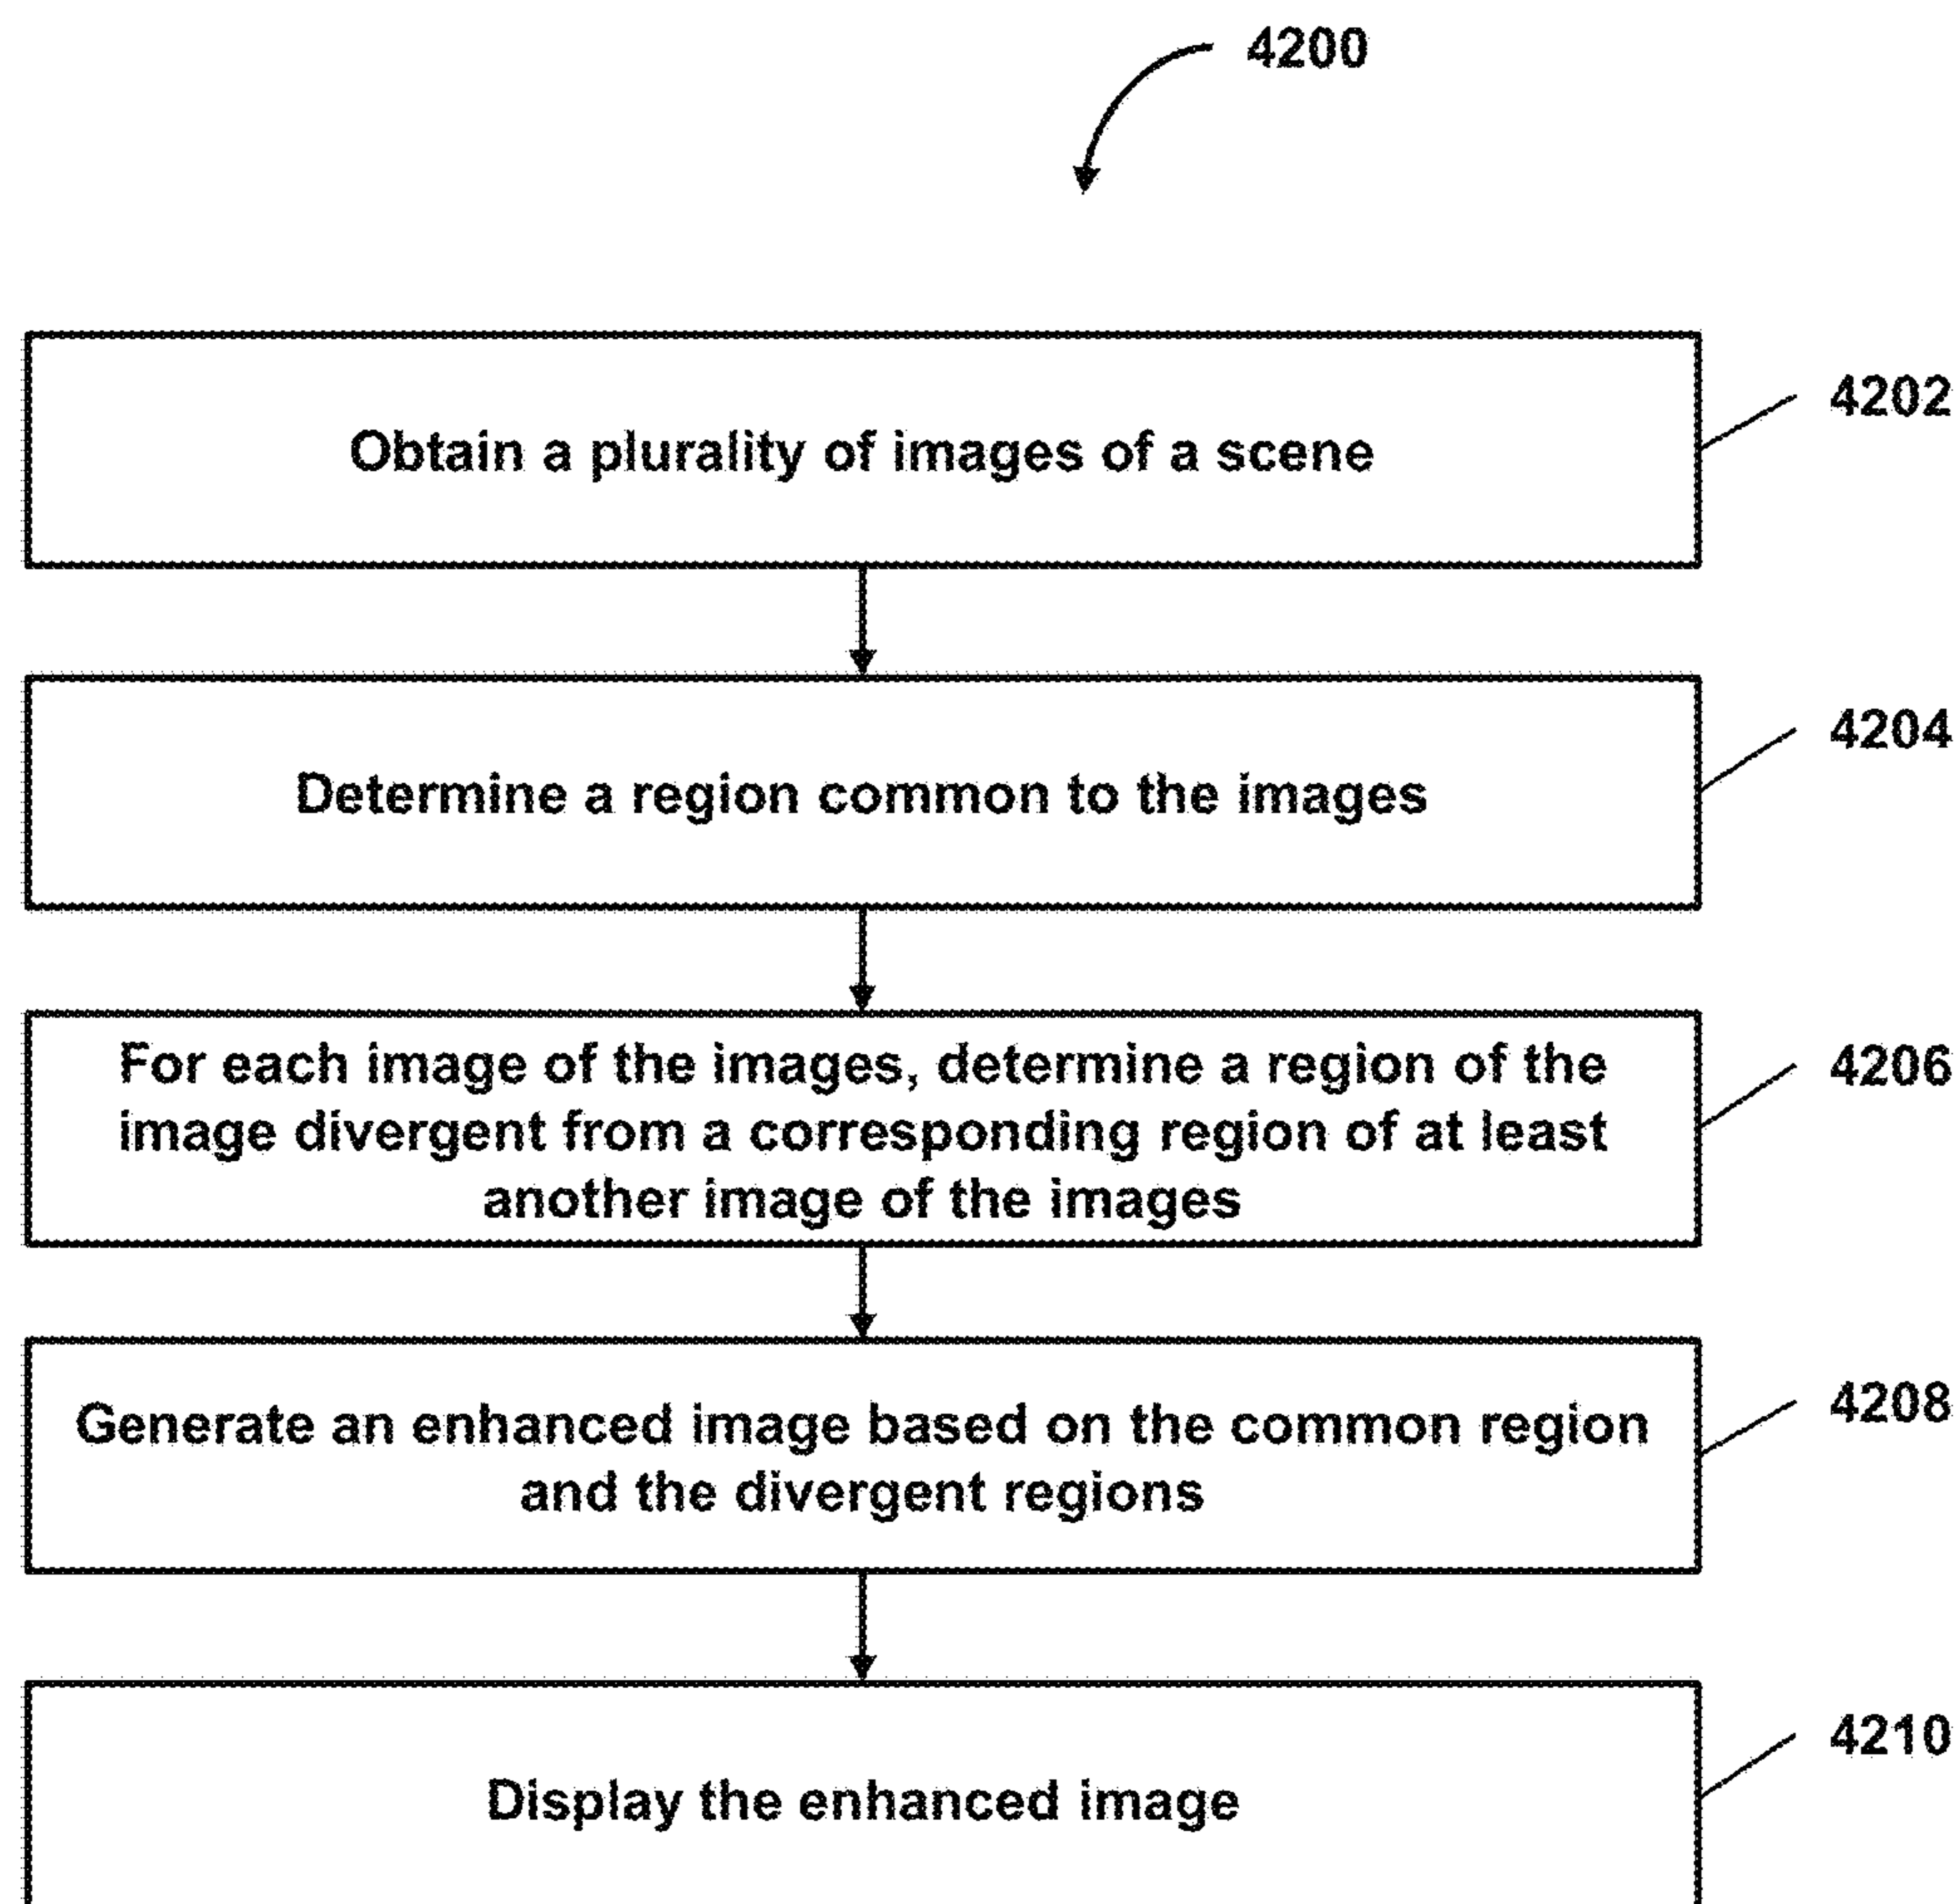 4200
Obtain a plurality of images of a scene
4202
Determine a region common to the images
4204
For each image of the images, determine a region of the
image divergent from a corresponding region of at least
another image of the images
4206
Generate an enhanced image based on the common region
and the divergent regions
4208
Display the enhanced image
4210